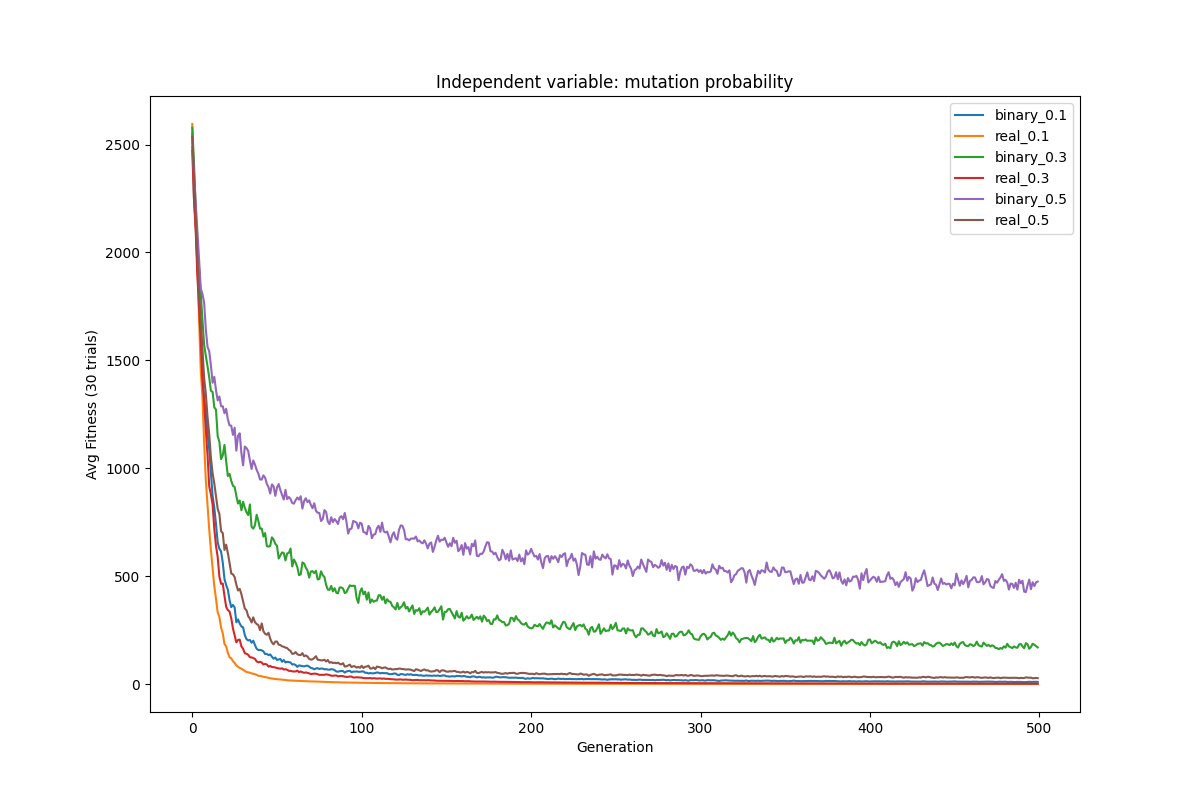 Independent variable: mutation probability
binary_0.1
real_0.1
binary_0.3
real_0.3
binary_0.5
real_0.5
Avg Fitness (30 trials)
2500
2000
1500
1000
500
0
0 100 200 300 400 500
Generation